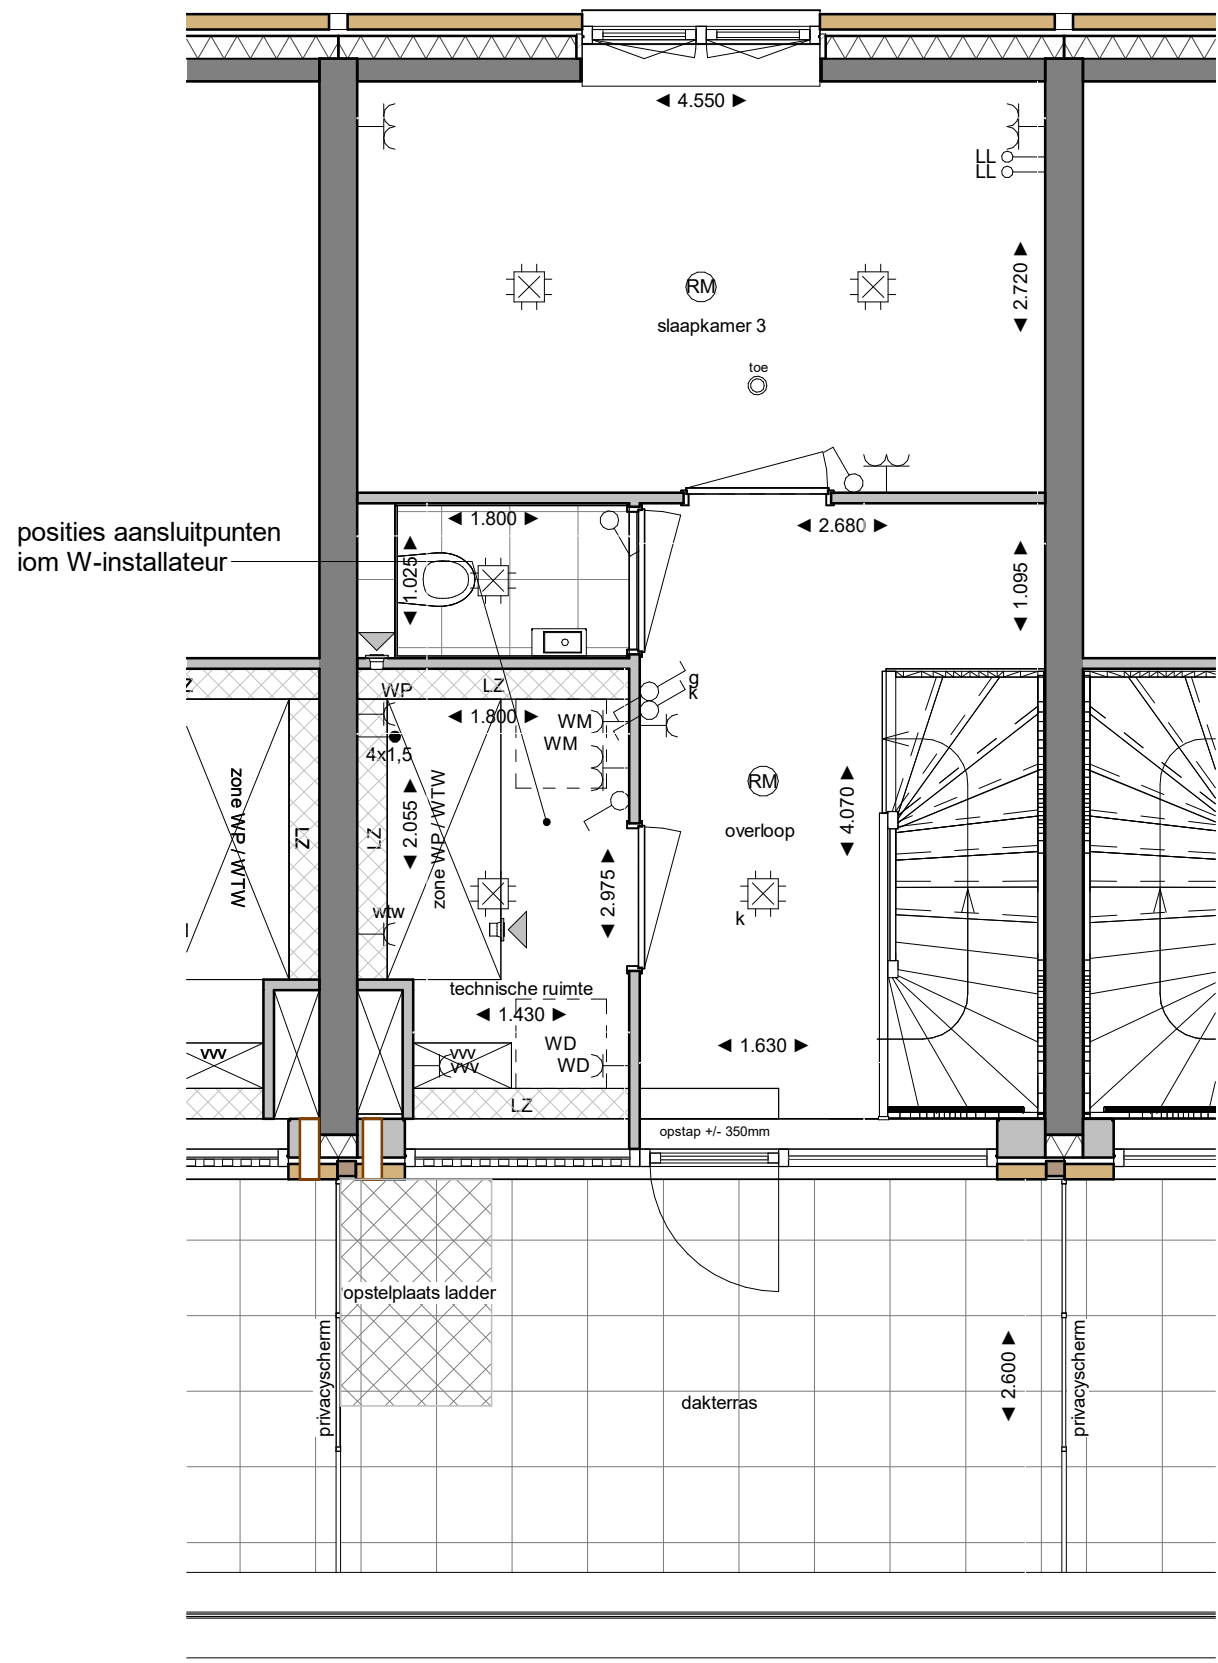 ◄ 4.550 ►
LL
LL
◄ 2.720 ►
RM
slaapkamer 3
toe
posities aansluitpunten
iom W-installateur
◄ 1.800 ►
◄ 2.680 ►
◄ 1.025 ►
◄ 1.095 ►
LZ
WP
g
k
◄ 1.800 ►
WM
WM
4x1,5
zone WP / WTW
LZ
LZ
◄ 2.055 ►
zone WP / WTW
RM
overloop
◄ 4.070 ►
◄ 2.975 ►
wtw
k
technische ruimte
◄ 1.430 ►
WD
WD
◄ 1.630 ►
vvv
vvv
vvv
LZ
opstap +/- 350mm
opstelplaats ladder
privacyscherm
◄ 2.600 ►
privacyscherm
dakterras